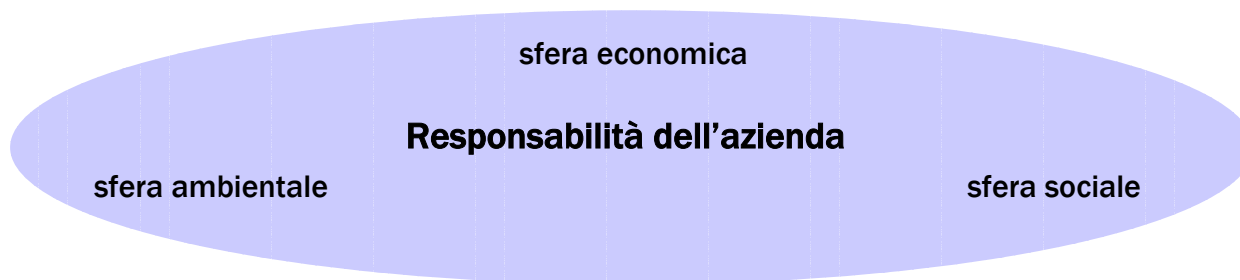 sfera economica
Responsabilità dell’azienda
sfera ambientale
sfera sociale